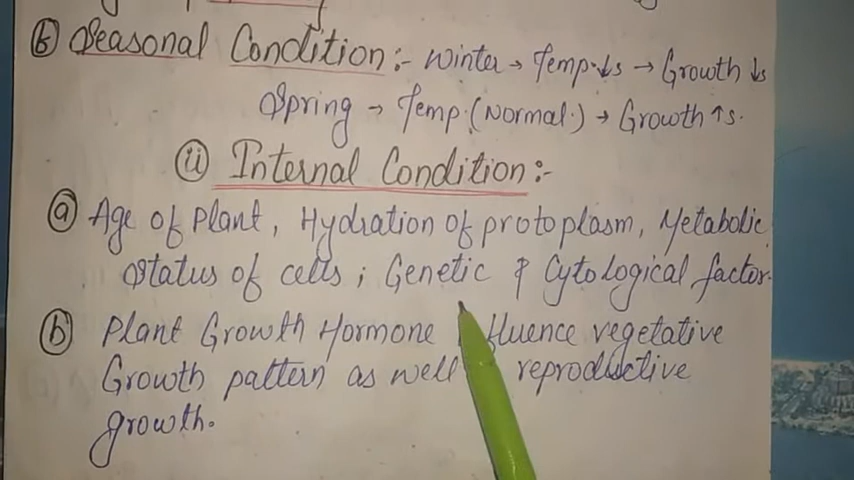 (b) Seasonal Condition:- Winter → Temp.↓s → Growth ↓s
Spring → Temp.(Normal.) → Growth ↑s.
(ii) Internal Condition:-
(a) Age of Plant, Hydration of protoplasm, Metabolic
Status of cells ; Genetic & Cytological factor.
(b) Plant Growth Hormone fluence vegetative
Growth pattern as well reproductive
growth.